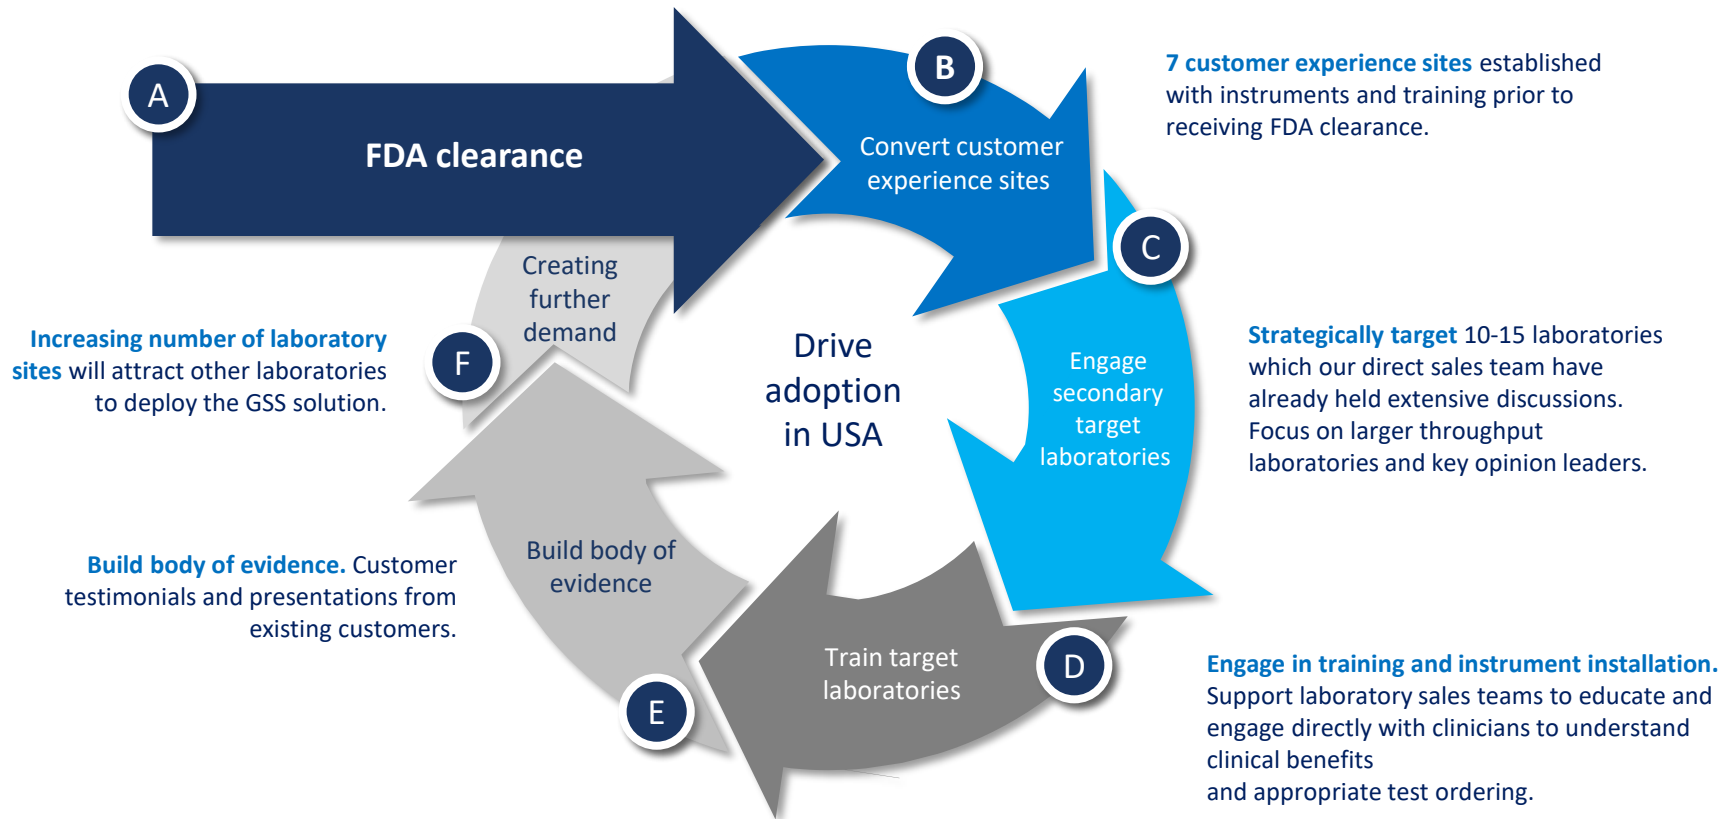 A
FDA clearance
B
Convert customer
experience sites
7 customer experience sites established
with instruments and training prior to
receiving FDA clearance.
C
Engage
secondary
target
laboratories
Strategically target 10-15 laboratories
which our direct sales team have
already held extensive discussions.
Focus on larger throughput
laboratories and key opinion leaders.
D
Train target
laboratories
Engage in training and instrument installation.
Support laboratory sales teams to educate and
engage directly with clinicians to understand
clinical benefits
and appropriate test ordering.
E
Build body of
evidence
Build body of evidence. Customer
testimonials and presentations from
existing customers.
F
Creating
further
demand
Increasing number of laboratory
sites will attract other laboratories
to deploy the GSS solution.
Drive
adoption
in USA